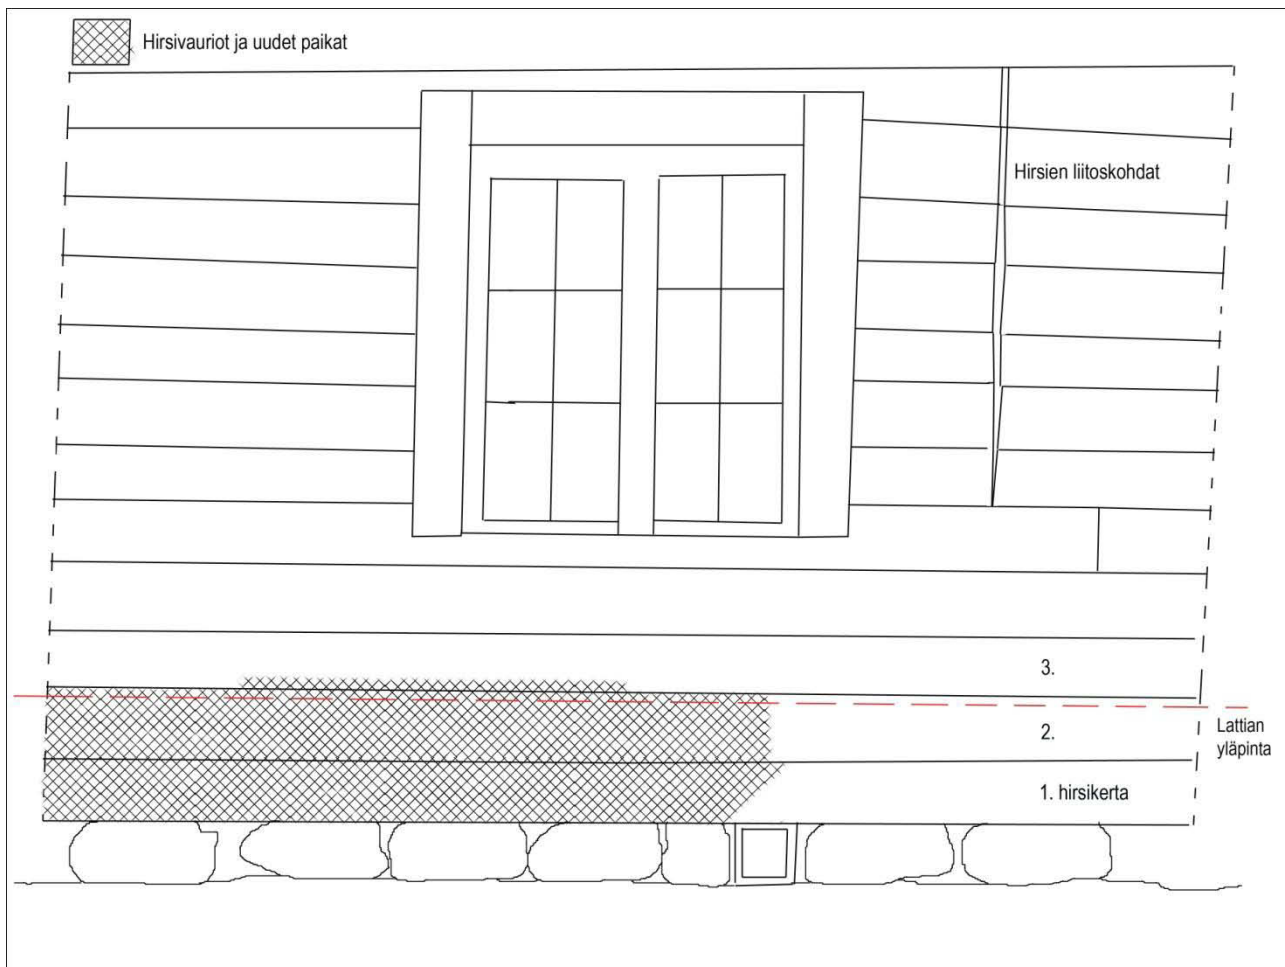 Hirsivauriot ja uudet paikat
Hirsien liitoskohdat
3.
2.
Lattian
yläpinta
1. hirsikerta